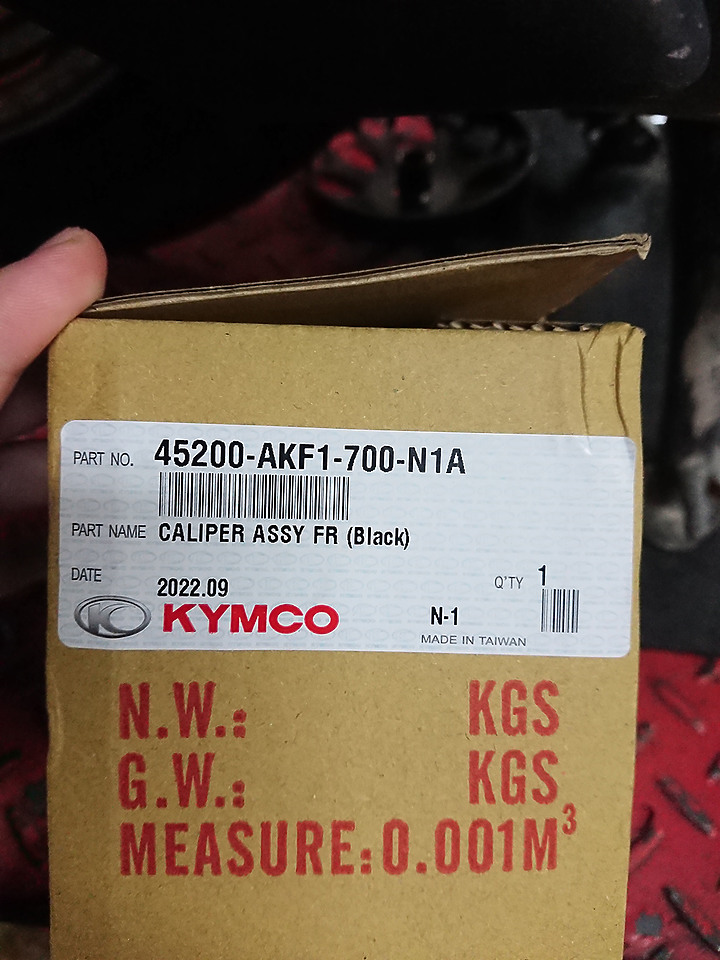 PART NO. 45200-AKF1-700-N1A
PART NAME CALIPER ASSY FR (Black)
DATE 2022.09 Q'TY 1
KC KYMCO N-1
MADE IN TAIWAN
N.W.: KGS
G.W.: KGS
MEASURE:0.001M³